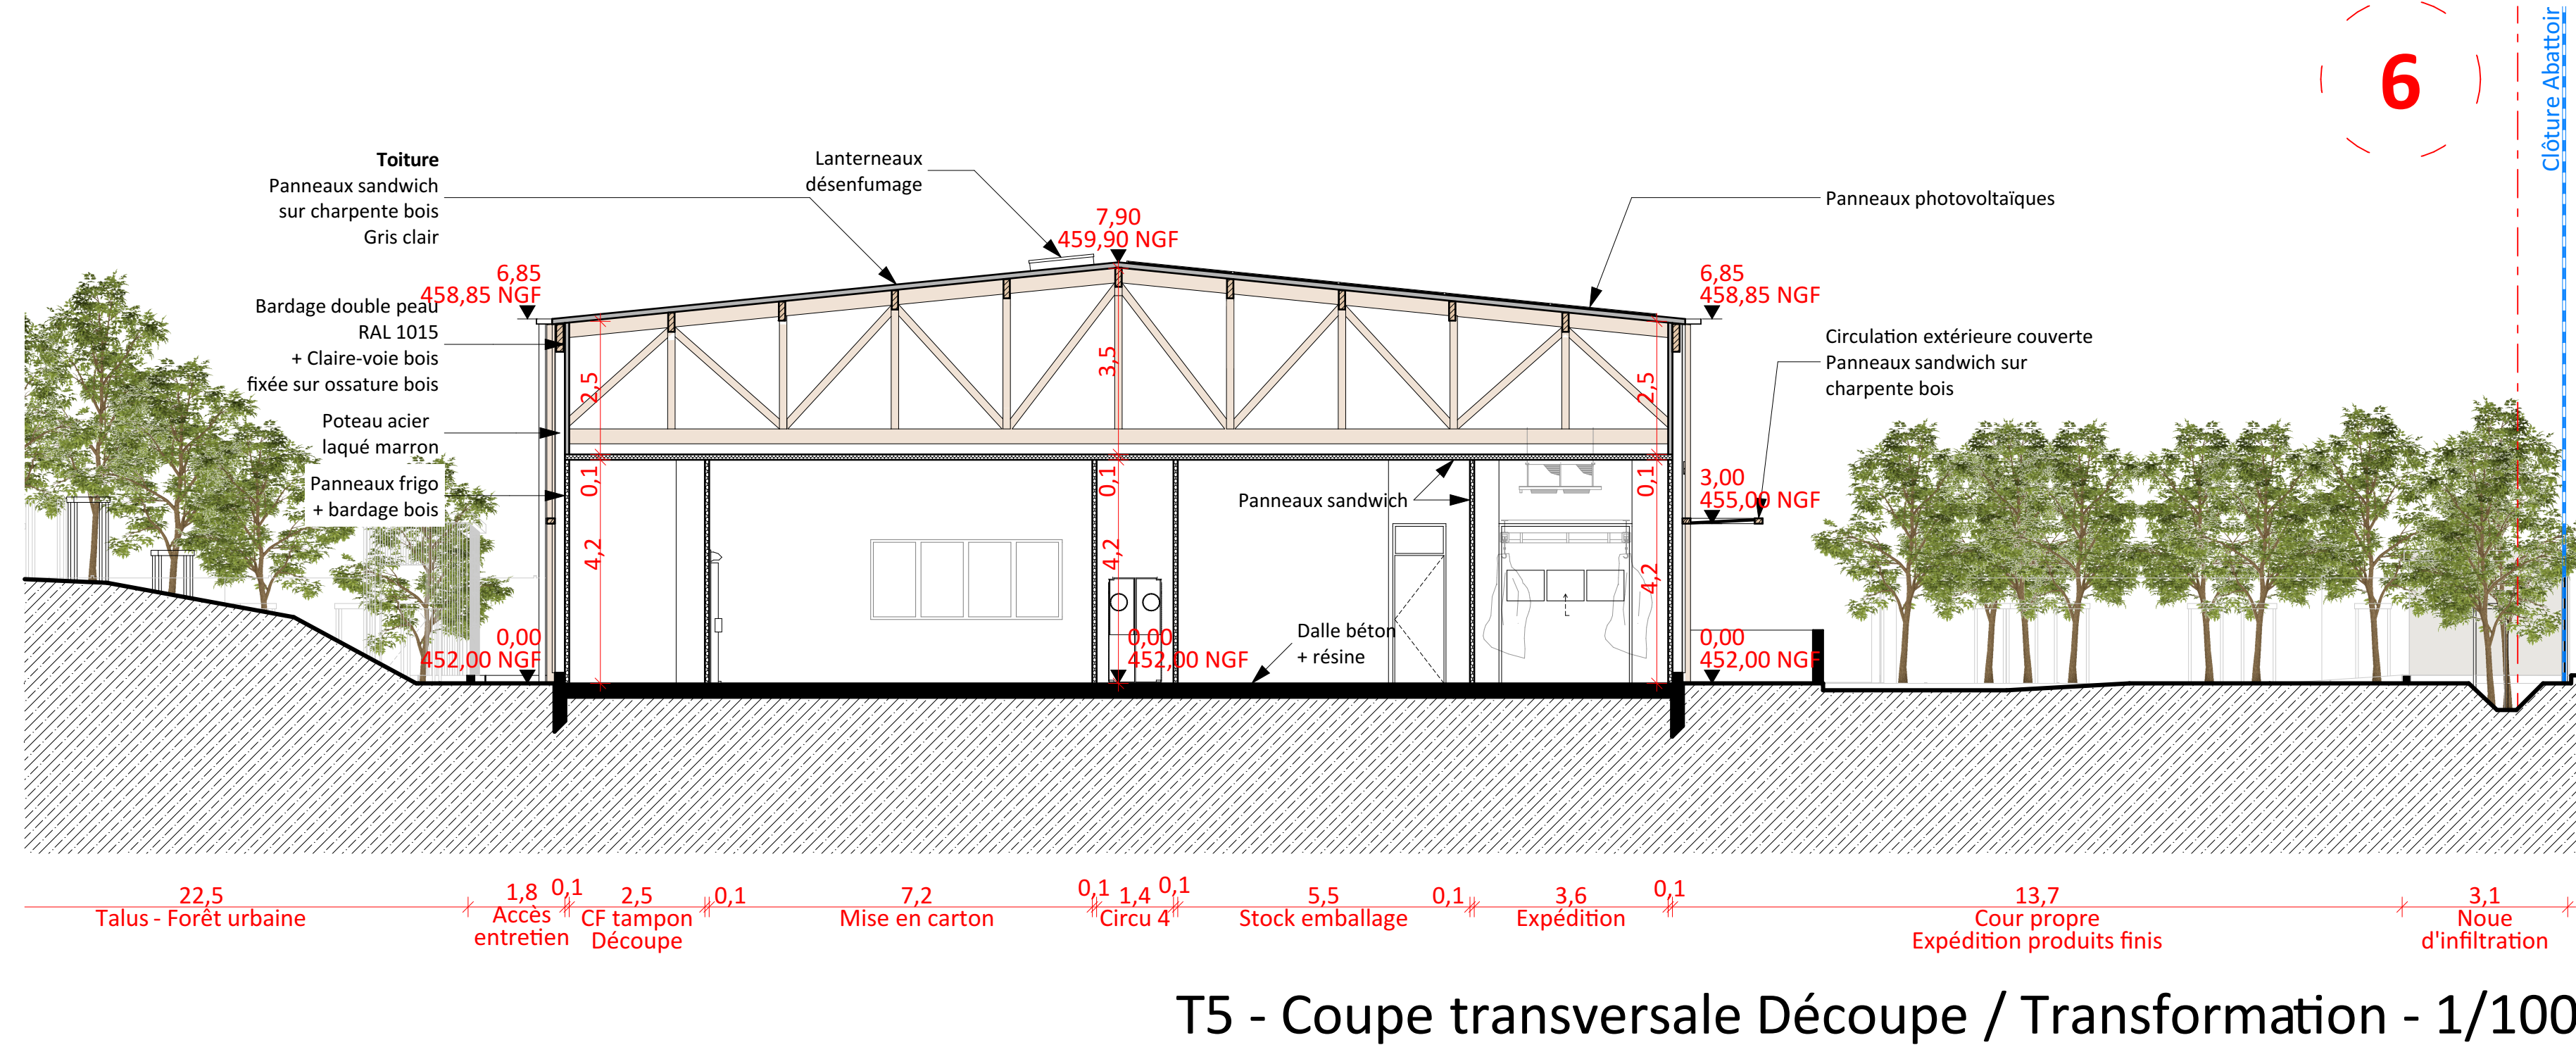 6
Clôture Abattoir
Toiture
Panneaux sandwich
sur charpente bois
Gris clair
Lanterneaux
désenfumage
Panneaux photovoltaïques
7,90
459,90 NGF
6,85
458,85 NGF
6,85
458,85 NGF
Bardage double peau
RAL 1015
+ Claire-voie bois
fixée sur ossature bois
Circulation extérieure couverte
Panneaux sandwich sur
charpente bois
2,5
3,5
2,5
Poteau acier
laqué marron
Panneaux frigo
+ bardage bois
0,1
0,1
0,1
Panneaux sandwich
3,00
455,00 NGF
4,2
4,2
4,2
L
Dalle béton
+ résine
0,00
452,00 NGF
0,00
452,00 NGF
0,00
452,00 NGF
22,5
Talus - Forêt urbaine
1,8
Accès
entretien
0,1
2,5
CF tampon
Découpe
0,1
7,2
Mise en carton
0,1
1,4
Circu 4
0,1
5,5
Stock emballage
0,1
3,6
Expédition
0,1
13,7
Cour propre
Expédition produits finis
3,1
Noue
d'infiltration
T5 - Coupe transversale Découpe / Transformation - 1/100